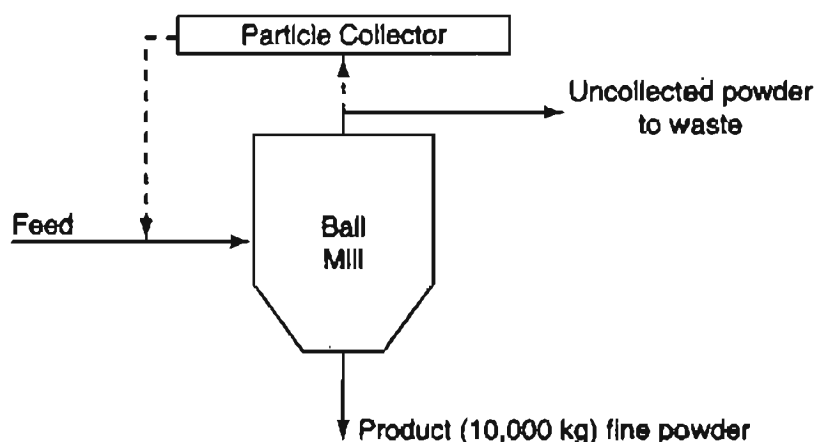 Particle Collector
Uncollected powder
to waste
Feed
Ball
Mill
Product (10,000 kg) fine powder